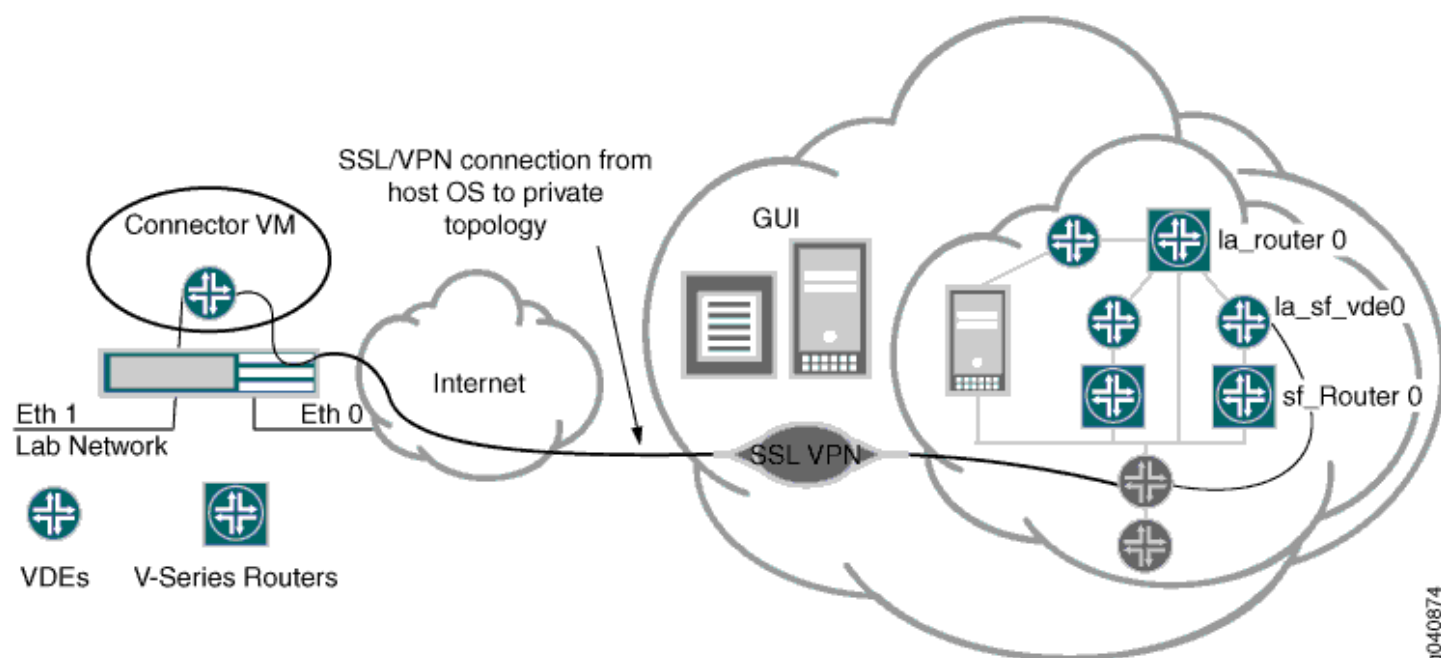 SSL/VPN connection from
host OS to private
topology
Connector VM
GUI
la_router 0
la_sf_vde0
Internet
sf_Router 0
Eth 1
Eth 0
Lab Network
SSL VPN
VDEs
V-Series Routers
g040874